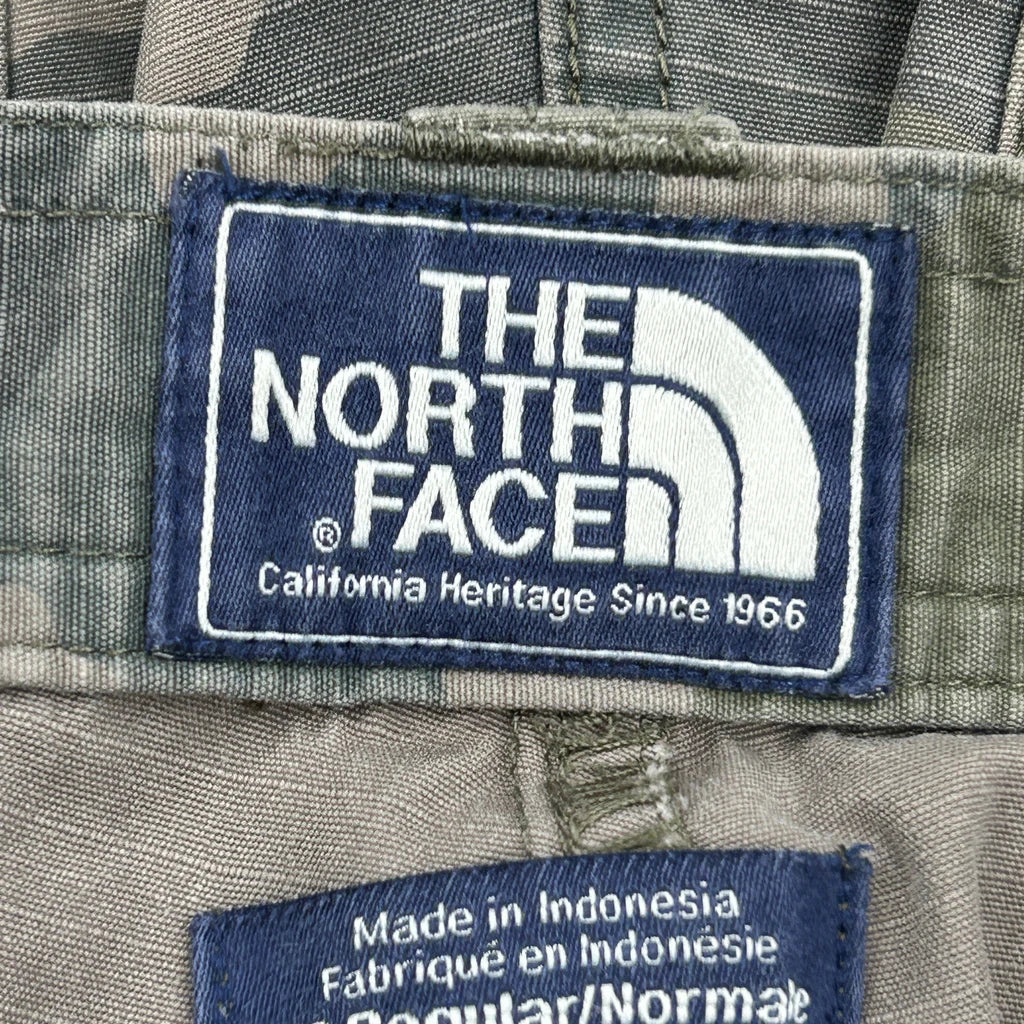 THE
NORTH
FACE
®
California Heritage Since 1966
Made in Indonesia
Fabriqué en Indonésie
Regular/Normale